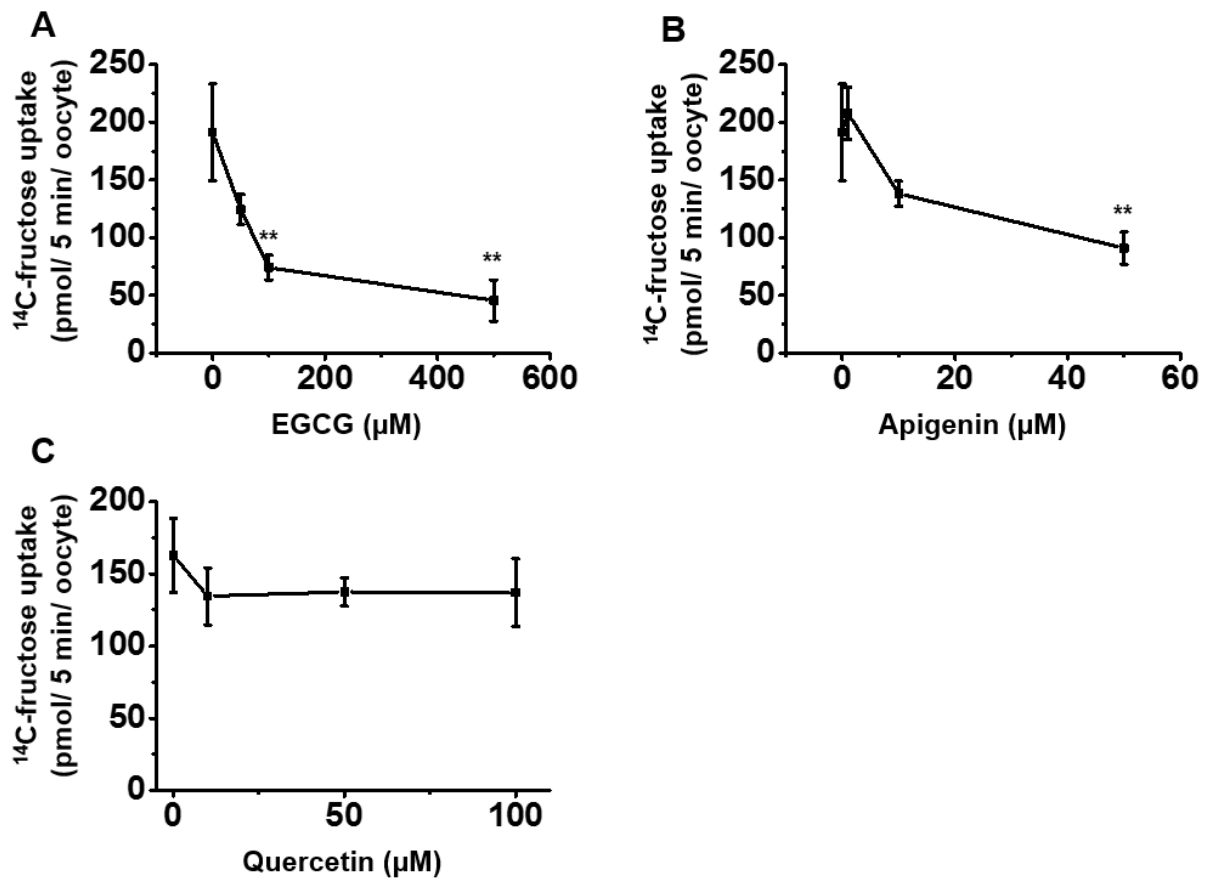 A
250
200
150
100
50
0
¹⁴C-fructose uptake
(pmol/ 5 min/ oocyte)
**
**
0 200 400 600
EGCG (µM)
B
250
200
150
100
50
0
¹⁴C-fructose uptake
(pmol/ 5 min/ oocyte)
**
0 20 40 60
Apigenin (µM)
C
200
150
100
50
0
¹⁴C-fructose uptake
(pmol/ 5 min/ oocyte)
0 50 100
Quercetin (µM)